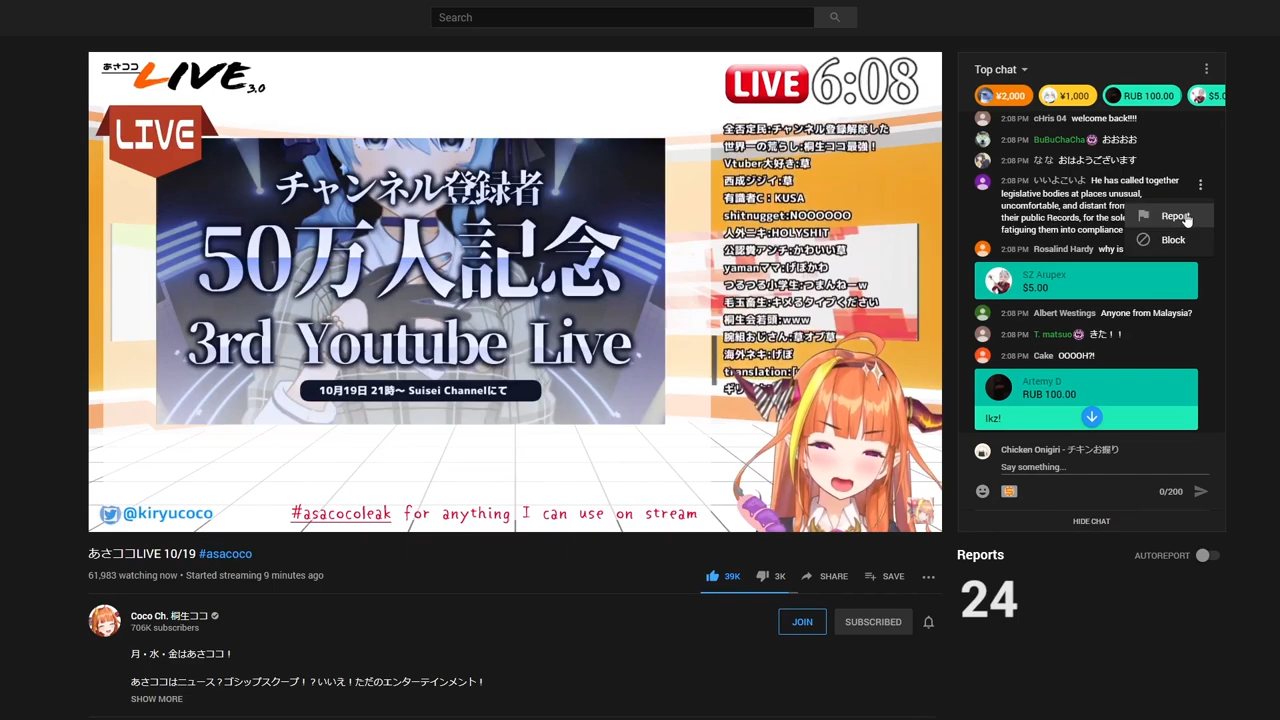 Search
あさココ
LIVE 3.0
LIVE
LIVE 6:08
チャンネル登録者
50万人記念
3rd Youtube Live
10月19日 21時〜 Suisei Channelにて
全否定民:チャンネル登録解除した
世界一の荒らし:桐生ココ最強！
Vtuber大好き:草
西成ジジイ:草
有識者C：KUSA
shitnugget:NOOOOOO
人外ニキ:HOLYSHIT
公認糞アンチ:かわいい草
yamanママ:げぼかわ
つるつる小学生:つまんねーw
毛玉畜生:キメるタイプください
桐生会若頭:www
腕組おじさん:草オブ草
海外ネキ:げぼ
translation:[
ギリ
@kiryucoco
#asacocoleak for anything I can use on stream
Top chat
¥2,000
¥1,000
RUB 100.00
$5.0
2:08 PM cHris 04 welcome back!!!!
2:08 PM BuBuChaCha おおおお
2:08 PM な な おはようございます
2:08 PM いいよこいよ He has called together
legislative bodies at places unusual,
uncomfortable, and distant from
their public Records, for the sole
fatiguing them into compliance
Report
Block
2:08 PM Rosalind Hardy why is
SZ Arupex
$5.00
2:08 PM Albert Westings Anyone from Malaysia?
2:08 PM T. matsuo きた！！
2:08 PM Cake OOOOH?!
Artemy D
RUB 100.00
lkz!
Chicken Onigiri - チキンお握り
Say something...
0/200
HIDE CHAT
あさココLIVE 10/19 #asacoco
61,983 watching now • Started streaming 9 minutes ago
39K
3K
SHARE
SAVE
Reports
AUTOREPORT
24
Coco Ch. 桐生ココ
706K subscribers
JOIN
SUBSCRIBED
月・水・金はあさココ！
あさココはニュース？ゴシップスクープ！？いいえ！ただのエンターテインメント！
SHOW MORE